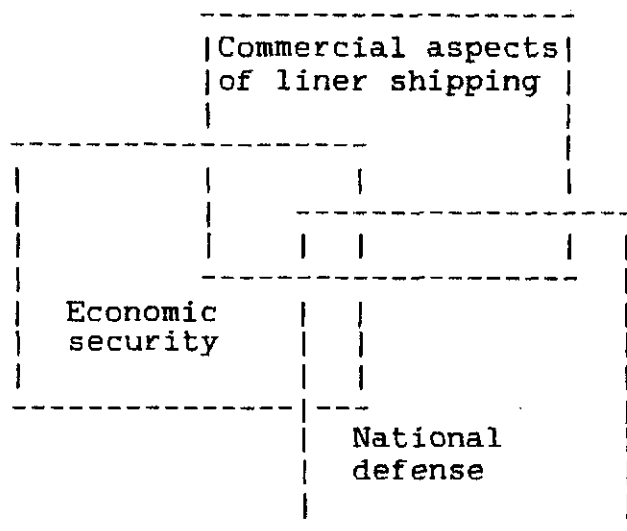 Commercial aspects
of liner shipping
Economic
security
National
defense